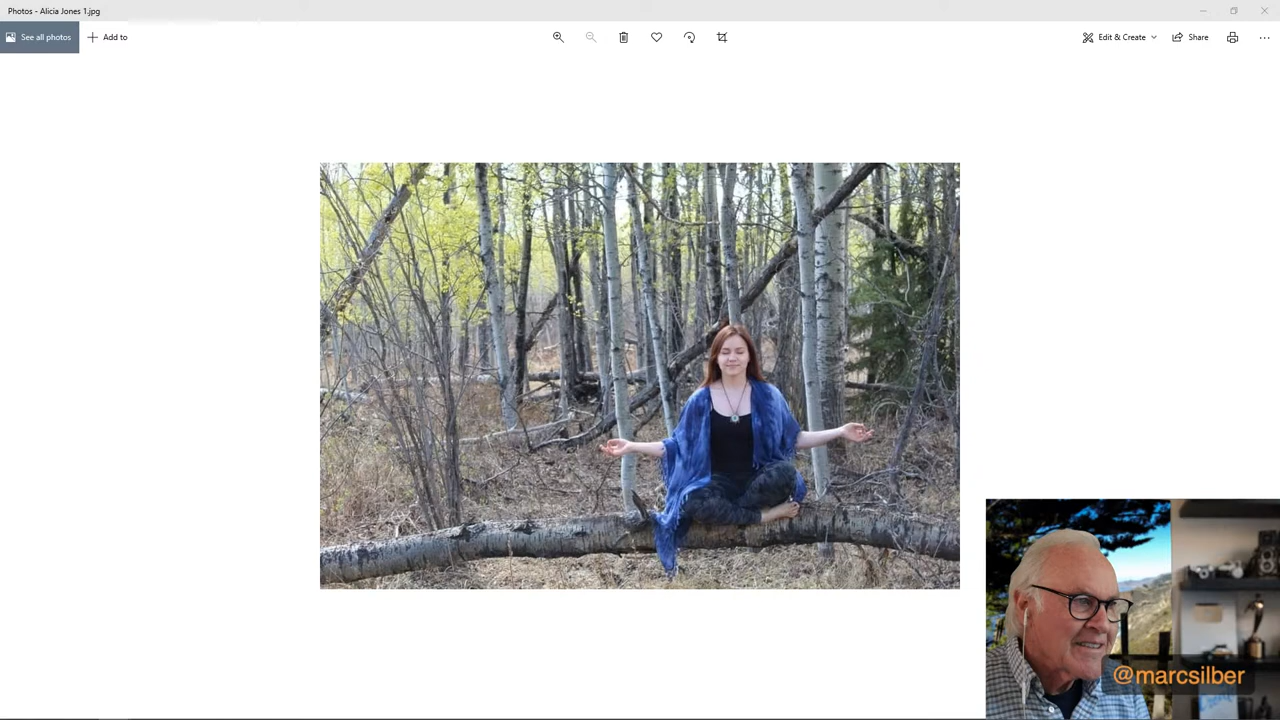 Photos - Alicia Jones 1.jpg
See all photos
Add to
Edit & Create
Share
@marcsilber